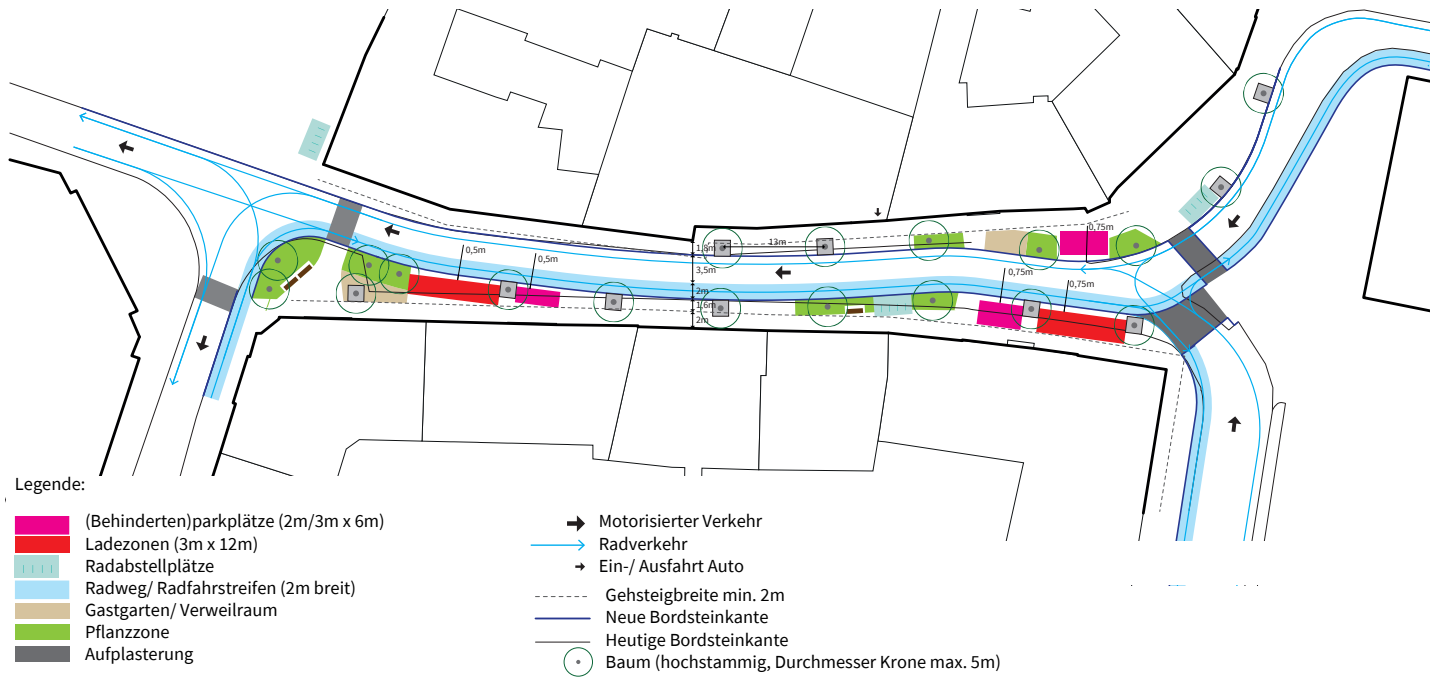 0,75m
1,8m
13m
0,5m
0,5m
3,5m
0,75m
0,75m
2m
1,6m
2m
Legende:
(Behinderten)parkplätze (2m/3m x 6m)
Ladezonen (3m x 12m)
Radabstellplätze
Radweg/ Radfahrstreifen (2m breit)
Gastgarten/ Verweilraum
Pflanzzone
Aufplasterung
Motorisierter Verkehr
Radverkehr
Ein-/ Ausfahrt Auto
Gehsteigbreite min. 2m
Neue Bordsteinkante
Heutige Bordsteinkante
Baum (hochstammig, Durchmesser Krone max. 5m)